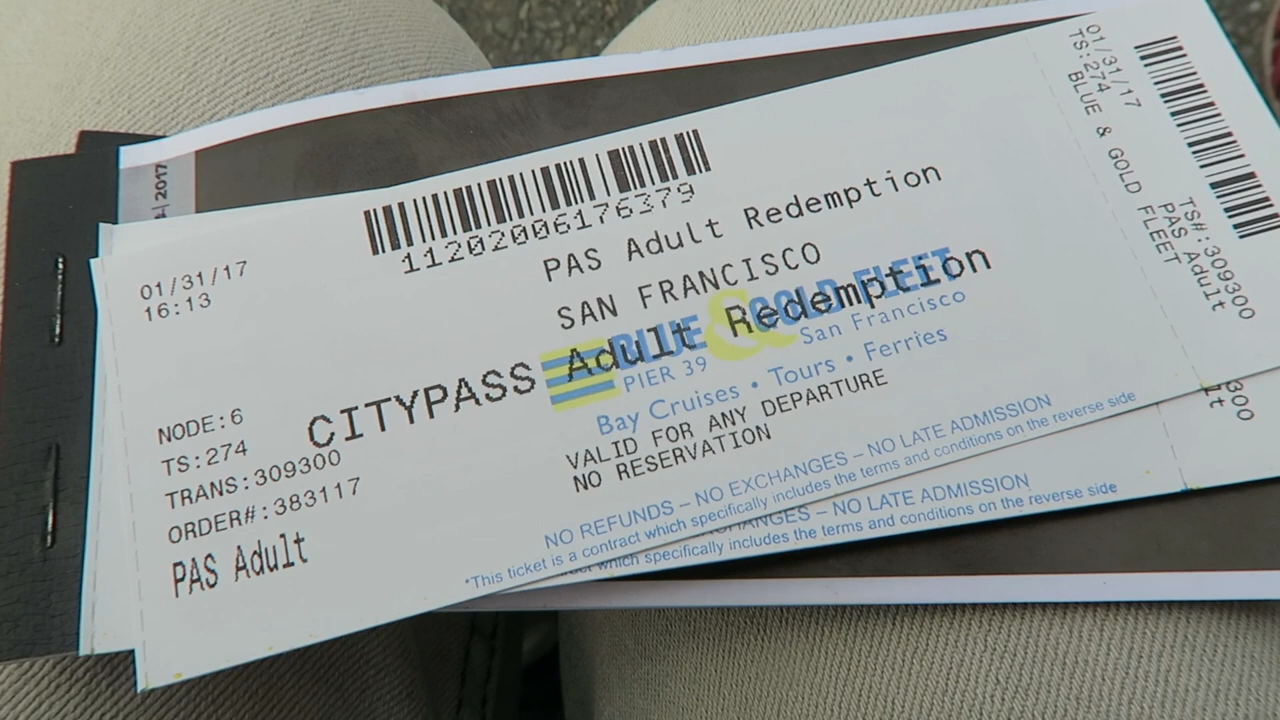 2017
01/31/17
16:13
11202006176379
PAS Adult Redemption
SAN FRANCISCO
CITYPASS Adult Redemption
BLUE & GOLD FLEET
PIER 39 San Francisco
Bay Cruises • Tours • Ferries
VALID FOR ANY DEPARTURE
NO RESERVATION
NODE:6
TS:274
TRANS:309300
ORDER#:383117
PAS Adult
NO REFUNDS – NO EXCHANGES – NO LATE ADMISSION
*This ticket is a contract which specifically includes the terms and conditions on the reverse side
01/31/17
TS:274
BLUE & GOLD FLEET
TS#:309300
PAS Adult
– NO LATE ADMISSION
which specifically includes the terms and conditions on the reverse side
300
lt